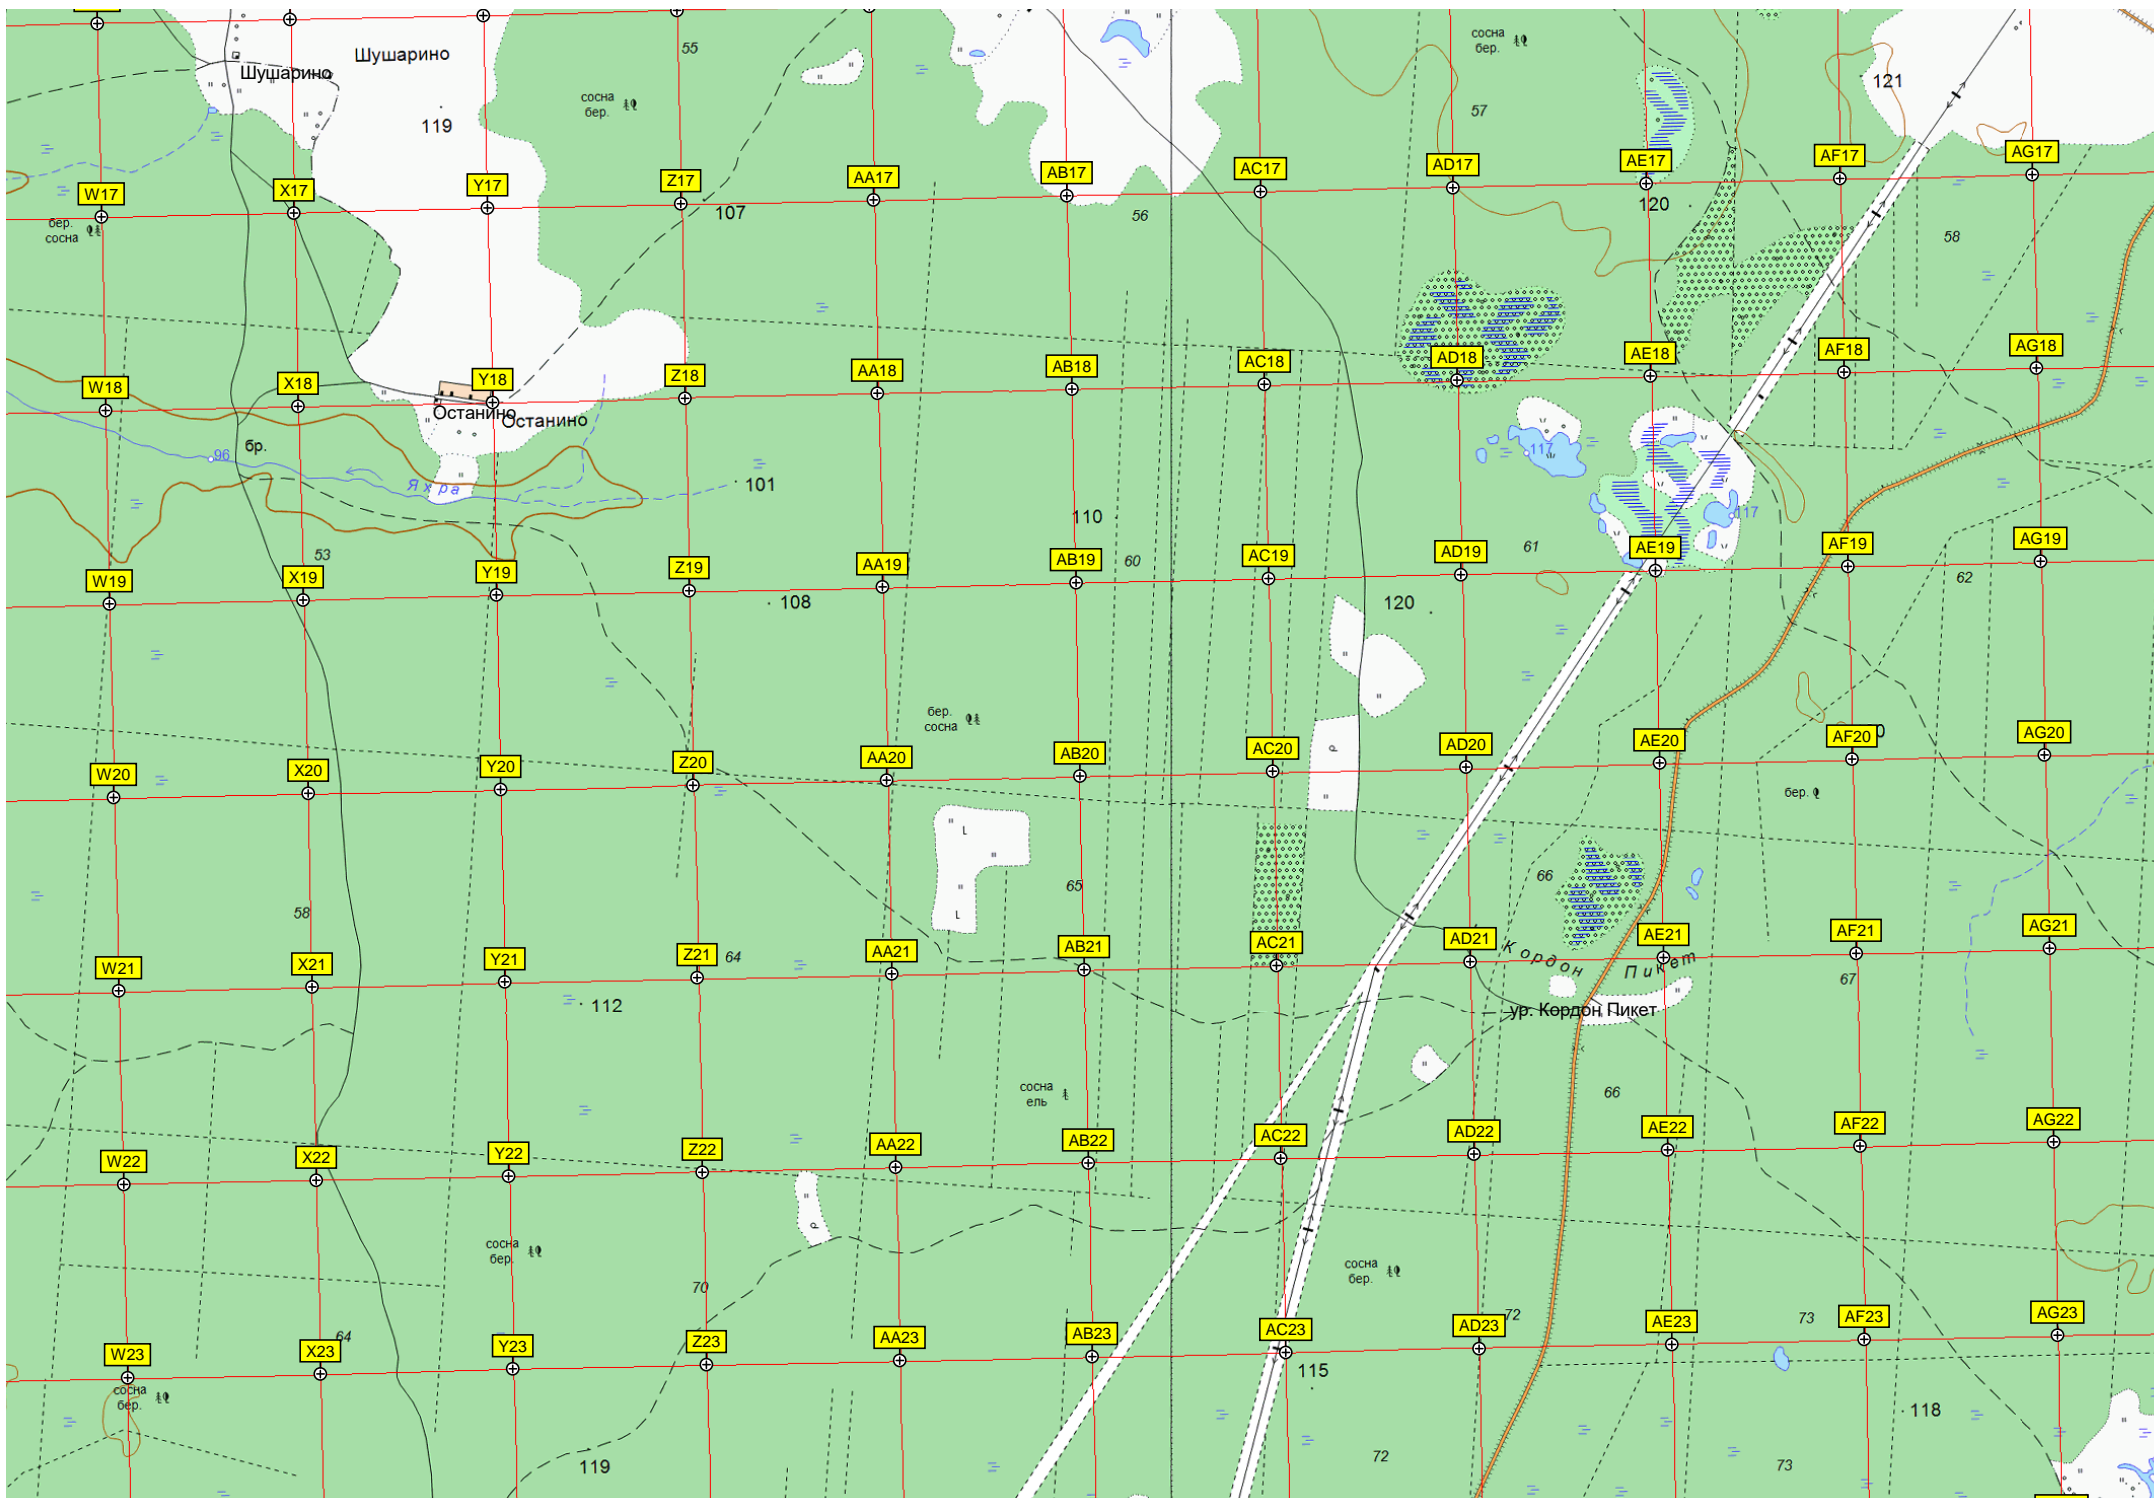 Шушарино
Шушарино
55
сосна
бер.
57
121
сосна
бер.
119
W17
X17
Y17
Z17
AA17
AB17
AC17
AD17
AE17
AF17
AG17
107
56
120
58
бер.
сосна
W18
X18
Y18
Z18
AA18
AB18
AC18
AD18
AE18
AF18
AG18
Останино
Останино
бр.
96
Яхра
101
117
117
110
53
60
61
62
W19
X19
Y19
Z19
AA19
AB19
AC19
AD19
AE19
AF19
AG19
108
120
бер.
сосна
W20
X20
Y20
Z20
AA20
AB20
AC20
AD20
AE20
AF20
AG20
0
бер.
58
65
66
W21
X21
Y21
Z21
AA21
AB21
AC21
AD21
AE21
AF21
AG21
64
Кордон Пикет
67
112
ур. Кордон Пикет
сосна
ель
66
W22
X22
Y22
Z22
AA22
AB22
AC22
AD22
AE22
AF22
AG22
сосна
бер.
сосна
бер.
70
64
72
73
W23
X23
Y23
Z23
AA23
AB23
AC23
AD23
AE23
AF23
AG23
115
сосна
бер.
118
119
72
73